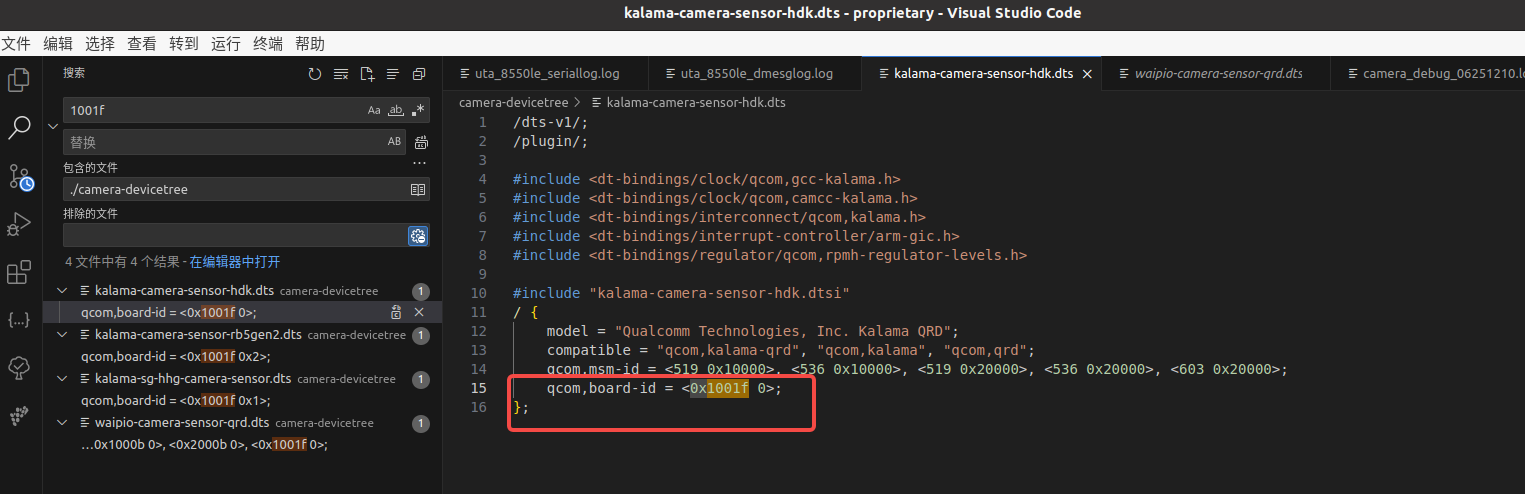 kalama-camera-sensor-hdk.dts - proprietary - Visual Studio Code
文件 编辑 选择 查看 转到 运行 终端 帮助
搜索
1001f
Aa ab .*
替换
AB
包含的文件
./camera-devicetree
排除的文件
4 文件中有 4 个结果 - 在编辑器中打开
kalama-camera-sensor-hdk.dts camera-devicetree 1
qcom,board-id = <0x1001f 0>;
kalama-camera-sensor-rb5gen2.dts camera-devicetree 1
qcom,board-id = <0x1001f 0x2>;
kalama-sg-hhg-camera-sensor.dts camera-devicetree 1
qcom,board-id = <0x1001f 0x1>;
waipio-camera-sensor-qrd.dts camera-devicetree 1
…0x1000b 0>, <0x2000b 0>, <0x1001f 0>;
uta_8550le_seriallog.log
uta_8550le_dmesglog.log
kalama-camera-sensor-hdk.dts
waipio-camera-sensor-qrd.dts
camera_debug_06251210.l
camera-devicetree > kalama-camera-sensor-hdk.dts
1 /dts-v1/;
2 /plugin/;
3
4 #include <dt-bindings/clock/qcom,gcc-kalama.h>
5 #include <dt-bindings/clock/qcom,camcc-kalama.h>
6 #include <dt-bindings/interconnect/qcom,kalama.h>
7 #include <dt-bindings/interrupt-controller/arm-gic.h>
8 #include <dt-bindings/regulator/qcom,rpmh-regulator-levels.h>
9
10 #include "kalama-camera-sensor-hdk.dtsi"
11 / {
12 model = "Qualcomm Technologies, Inc. Kalama QRD";
13 compatible = "qcom,kalama-qrd", "qcom,kalama", "qcom,qrd";
14 qcom,msm-id = <519 0x10000>, <536 0x10000>, <519 0x20000>, <536 0x20000>, <603 0x20000>;
15 qcom,board-id = <0x1001f 0>;
16 };